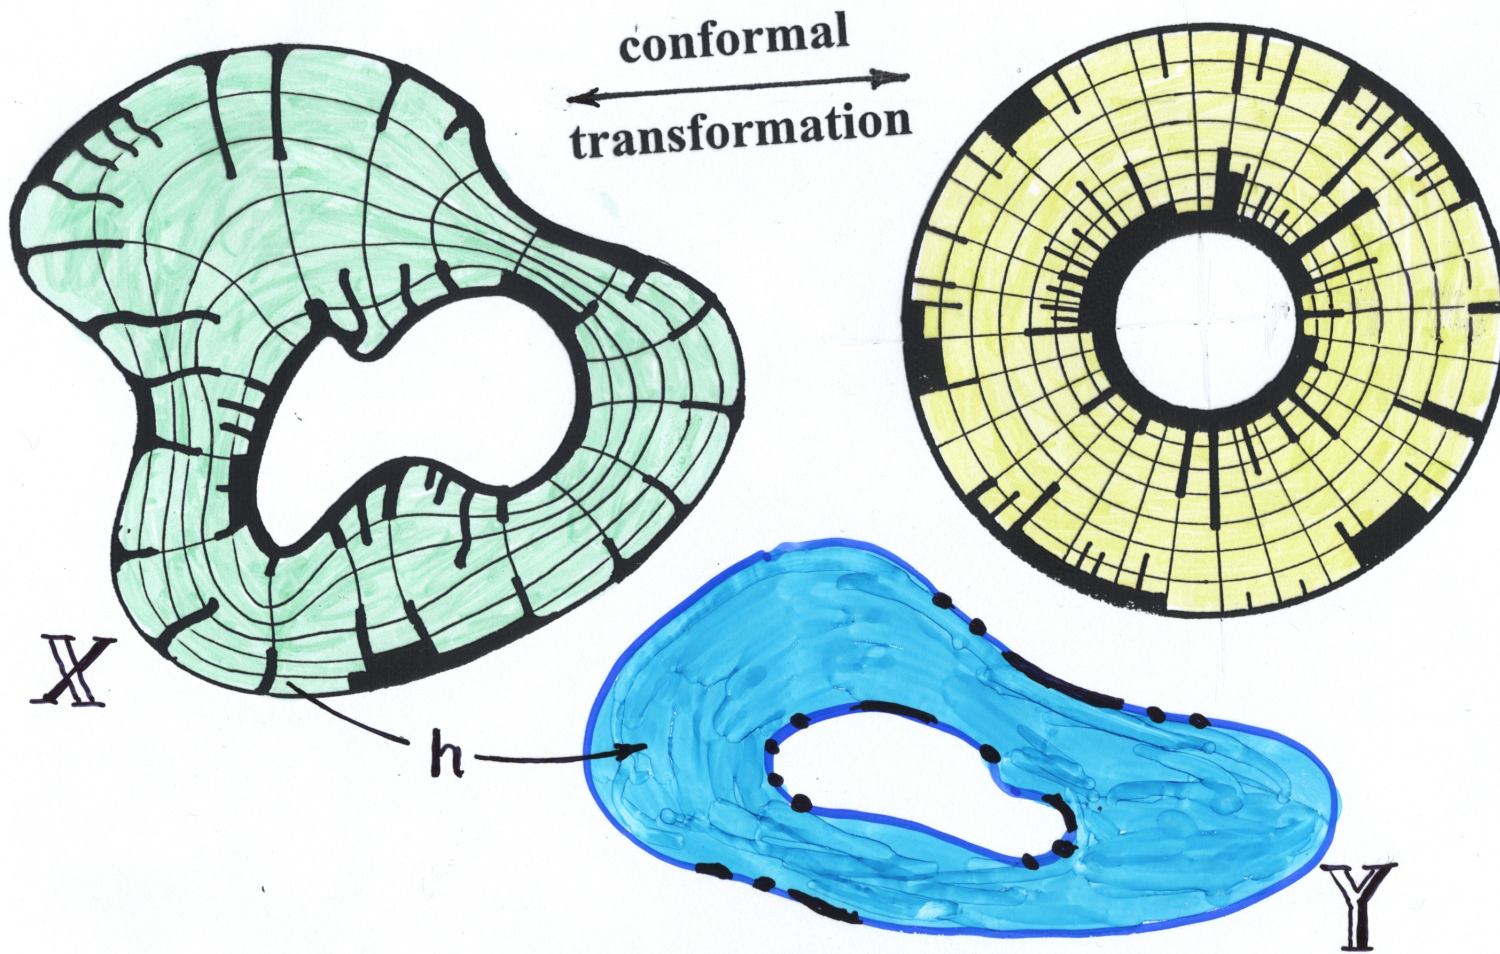 conformal
transformation
𝕏
h
𝕐